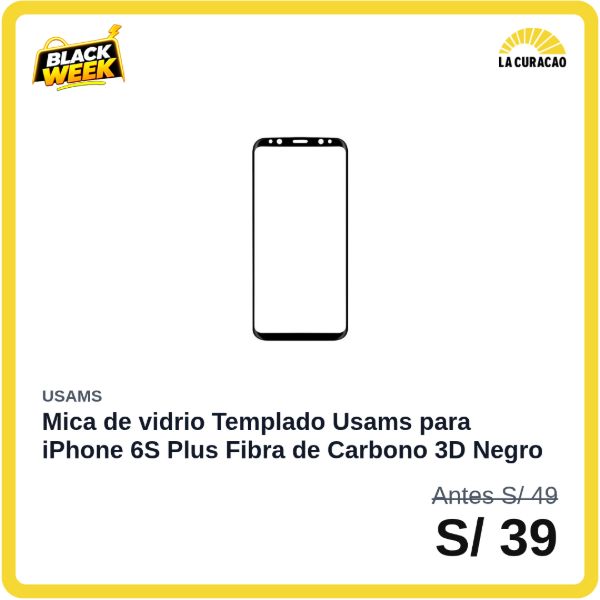 BLACK
WEEK
LA CURACAO
USAMS
Mica de vidrio Templado Usams para
iPhone 6S Plus Fibra de Carbono 3D Negro
Antes S/ 49
S/ 39